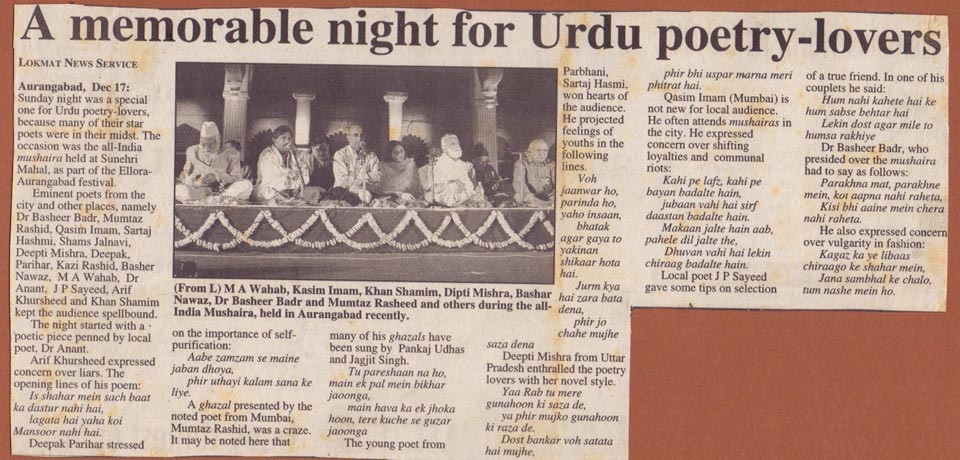 A memorable night for Urdu poetry-lovers
LOKMAT NEWS SERVICE
Aurangabad, Dec 17:
Sunday night was a special
one for Urdu poetry-lovers,
because many of their star
poets were in their midst. The
occasion was the all-India
mushaira held at Sunehri
Mahal, as part of the Ellora-
Aurangabad festival.
Eminent poets from the
city and other places, namely
Dr Basheer Badr, Mumtaz
Rashid, Qasim Imam, Sartaj
Hashmi, Shams Jalnavi,
Deepti Mishra, Deepak,
Parihar, Kazi Rashid, Basher
Nawaz, M A Wahab, Dr
Anant, J P Sayeed, Arif
Khursheed and Khan Shamim
kept the audience spellbound.
The night started with a
poetic piece penned by local
poet, Dr Anant.
Arif Khursheed expressed
concern over liars. The
opening lines of his poem:
Is shahar mein sach baat
ka dastur nahi hai,
lagata hai yaha koi
Mansoor nahi hai.
Deepak Parihar stressed
(From L) M A Wahab, Kasim Imam, Khan Shamim, Dipti Mishra, Bashar
Nawaz, Dr Basheer Badr and Mumtaz Rasheed and others during the all-
India Mushaira, held in Aurangabad recently.
on the importance of self-
purification:
Aabe zamzam se maine
jaban dhoya,
phir uthayi kalam sana ke
liye.
A ghazal presented by the
noted poet from Mumbai,
Mumtaz Rashid, was a craze.
It may be noted here that
many of his ghazals have
been sung by Pankaj Udhas
and Jagjit Singh.
Tu pareshaan na ho,
main ek pal mein bikhar
jaoonga,
main hava ka ek jhoka
hoon, tere kuche se guzar
jaoonga
The young poet from
Parbhani,
Sartaj Hasmi,
won hearts of
the audience.
He projected
feelings of
youths in the
following
lines.
Voh
jaanwar ho,
parinda ho,
yaho insaan,
bhatak
agar gaya to
yakinan
shikaar hota
hai.
Jurm kya
hai zara bata
dena,
phir jo
chahe mujhe
saza dena
Deepti Mishra from Uttar
Pradesh enthralled the poetry
lovers with her novel style.
Yaa Rab tu mere
gunahoon ki saza de,
ya phir mujko gunahoon
ki raza de.
Dost bankar voh satata
hai mujhe,
phir bhi uspar marna meri
phitrat hai.
Qasim Imam (Mumbai) is
not new for local audience.
He often attends mushairas in
the city. He expressed
concern over shifting
loyalties and communal
riots:
Kahi pe lafz, kahi pe
bayan badalte hain,
jubaan vahi hai sirf
daastan badalte hain.
Makaan jalte hain aab,
pahele dil jalte the,
Dhuvan vahi hai lekin
chiraag badalte hain.
Local poet J P Sayeed
gave some tips on selection
of a true friend. In one of his
couplets he said:
Hum nahi kahete hai ke
hum sabse behtar hai
Lekin dost agar mile to
humsa rakhiye
Dr Basheer Badr, who
presided over the mushaira
had to say as follows:
Parakhna mat, parakhne
mein, koi aapna nahi raheta,
Kisi bhi aaine mein chera
nahi raheta.
He also expressed concern
over vulgarity in fashion:
Kagaz ka ye libaas
chiraago ke shahar mein,
Jana sambhal ke chalo,
tum nashe mein ho.